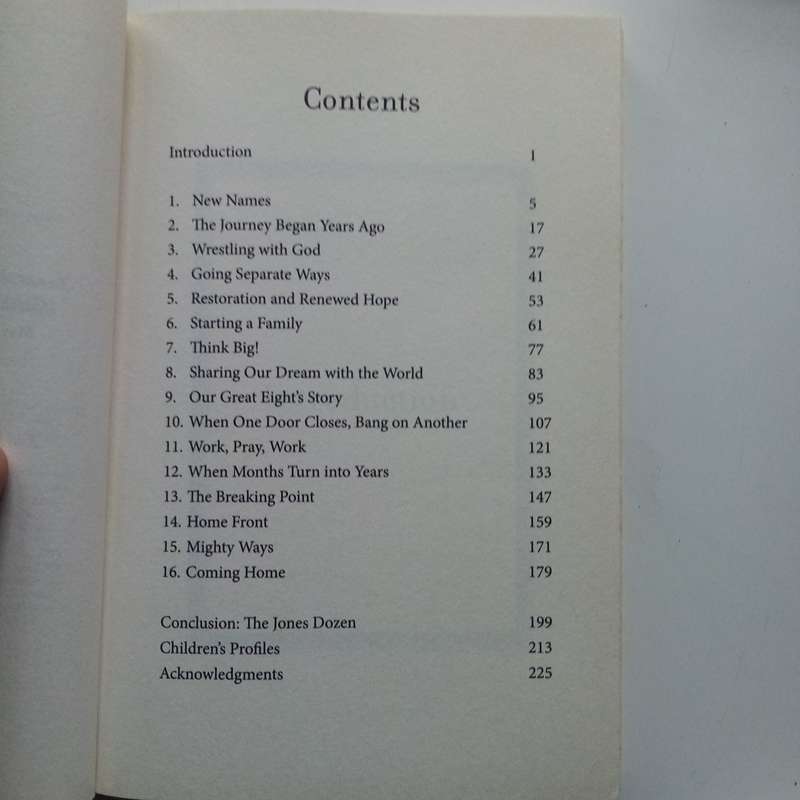 Contents
Introduction 1
1. New Names 5
2. The Journey Began Years Ago 17
3. Wrestling with God 27
4. Going Separate Ways 41
5. Restoration and Renewed Hope 53
6. Starting a Family 61
7. Think Big! 77
8. Sharing Our Dream with the World 83
9. Our Great Eight's Story 95
10. When One Door Closes, Bang on Another 107
11. Work, Pray, Work 121
12. When Months Turn into Years 133
13. The Breaking Point 147
14. Home Front 159
15. Mighty Ways 171
16. Coming Home 179
Conclusion: The Jones Dozen 199
Children's Profiles 213
Acknowledgments 225